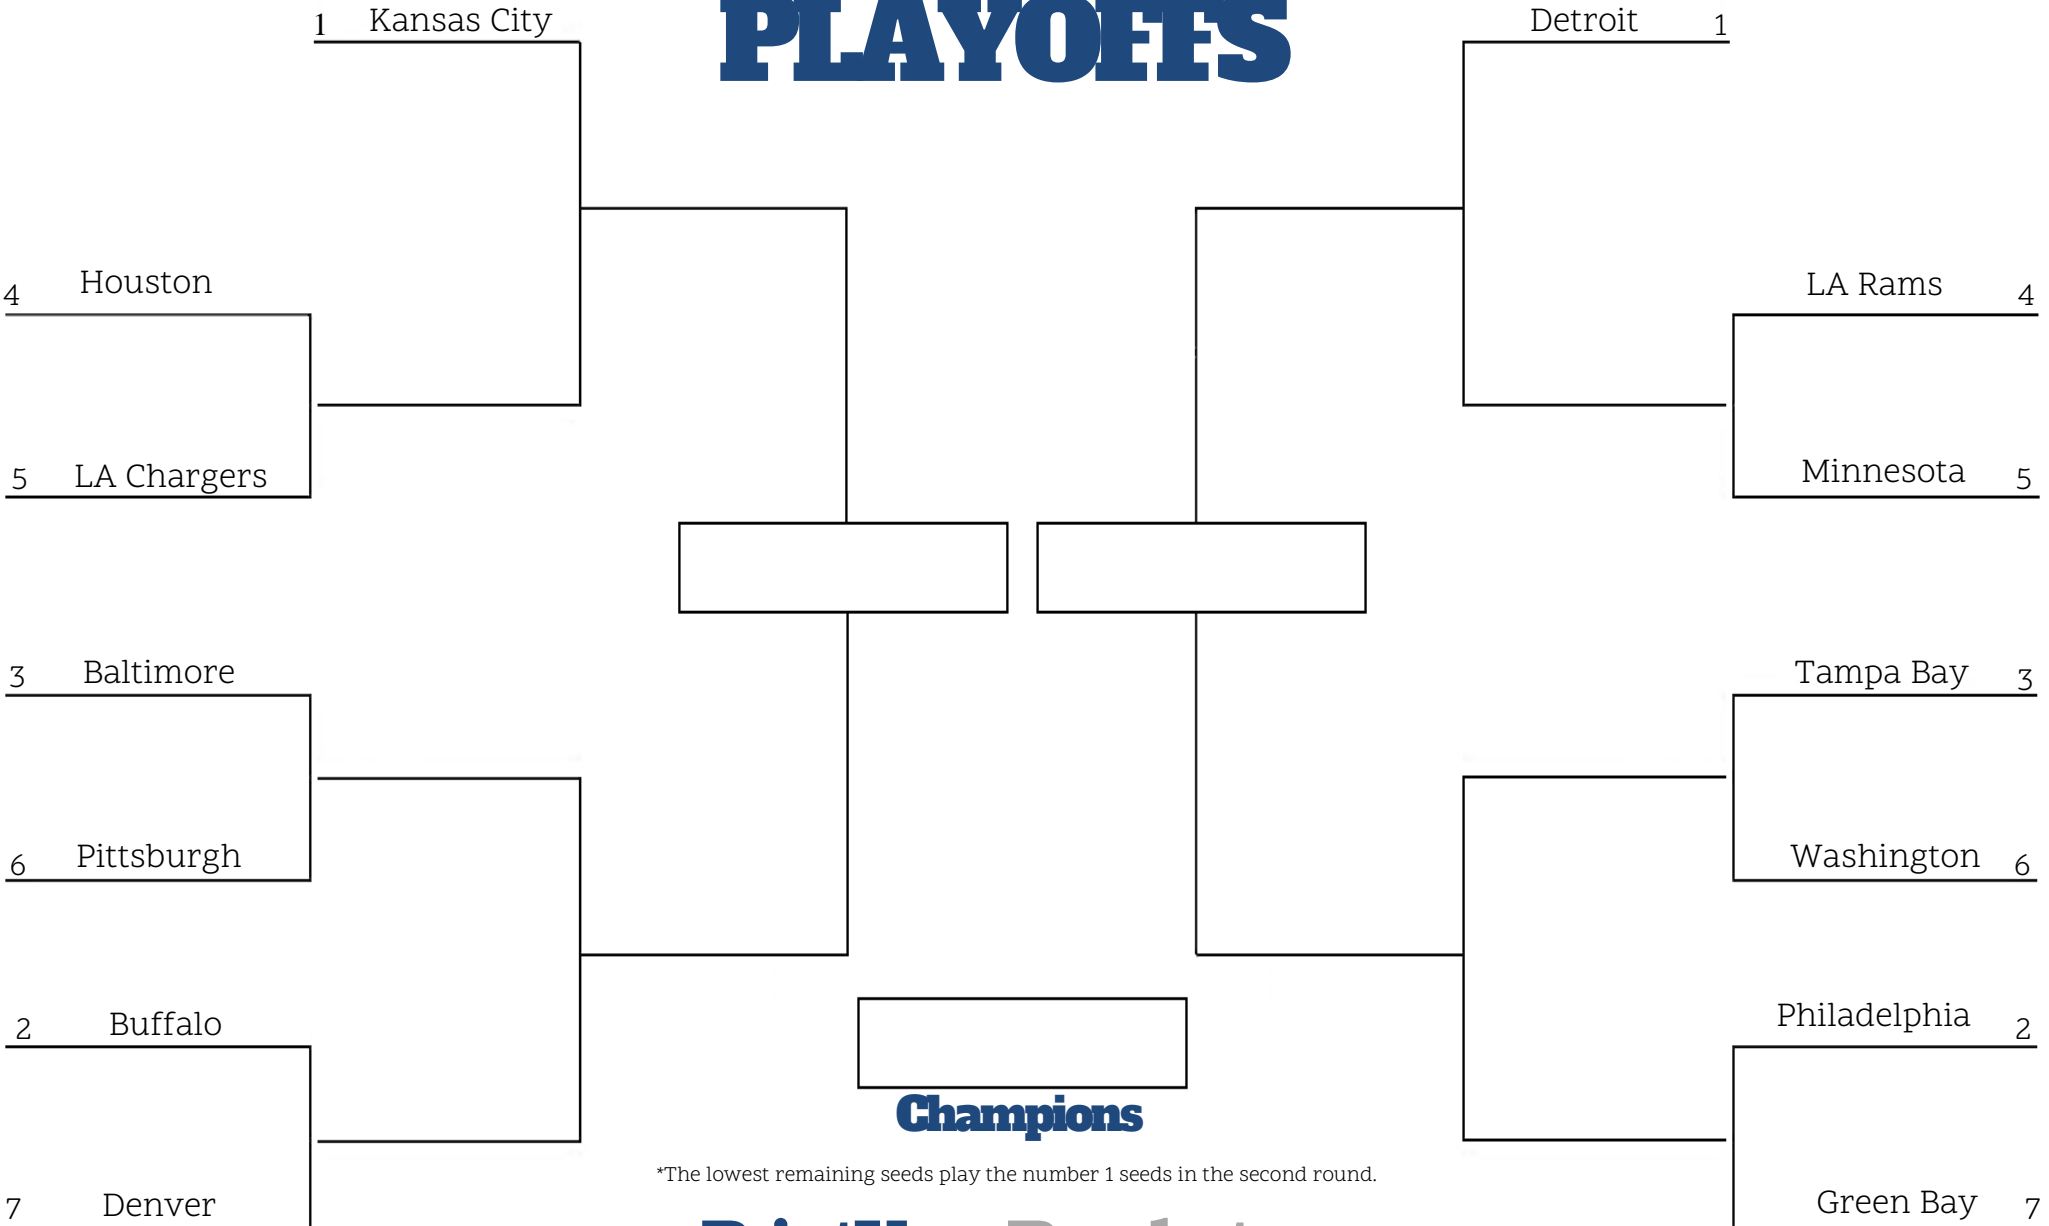 PLAYOFFS
1 Kansas City
Detroit 1
4 Houston
LA Rams 4
5 LA Chargers
Minnesota 5
3 Baltimore
Tampa Bay 3
6 Pittsburgh
Washington 6
2 Buffalo
Philadelphia 2
Champions
*The lowest remaining seeds play the number 1 seeds in the second round.
7 Denver
Green Bay 7